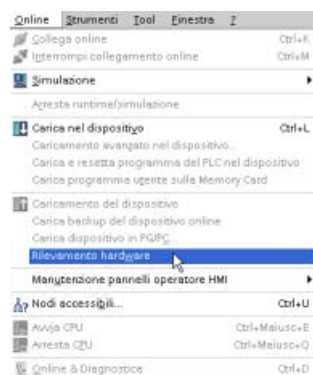 Online Strumenti Tool Finestra ?
Collega online Ctrl+K
Interrompi collegamento online Ctrl+M
Simulazione
Arresta runtime/simulazione
Carica nel dispositivo Ctrl+L
Caricamento avanzato nel dispositivo...
Carica e resetta programma del PLC nel dispositivo
Carica programma utente sulla Memory Card
Caricamento del dispositivo
Carica backup del dispositivo online
Carica dispositivo in PG/PC...
Rilevamento hardware
Manutenzione pannelli operatore HMI
Nodi accessibili... Ctrl+U
Avvia CPU Ctrl+Maiusc+E
Arresta CPU Ctrl+Maiusc+Q
Online & Diagnostica Ctrl+D